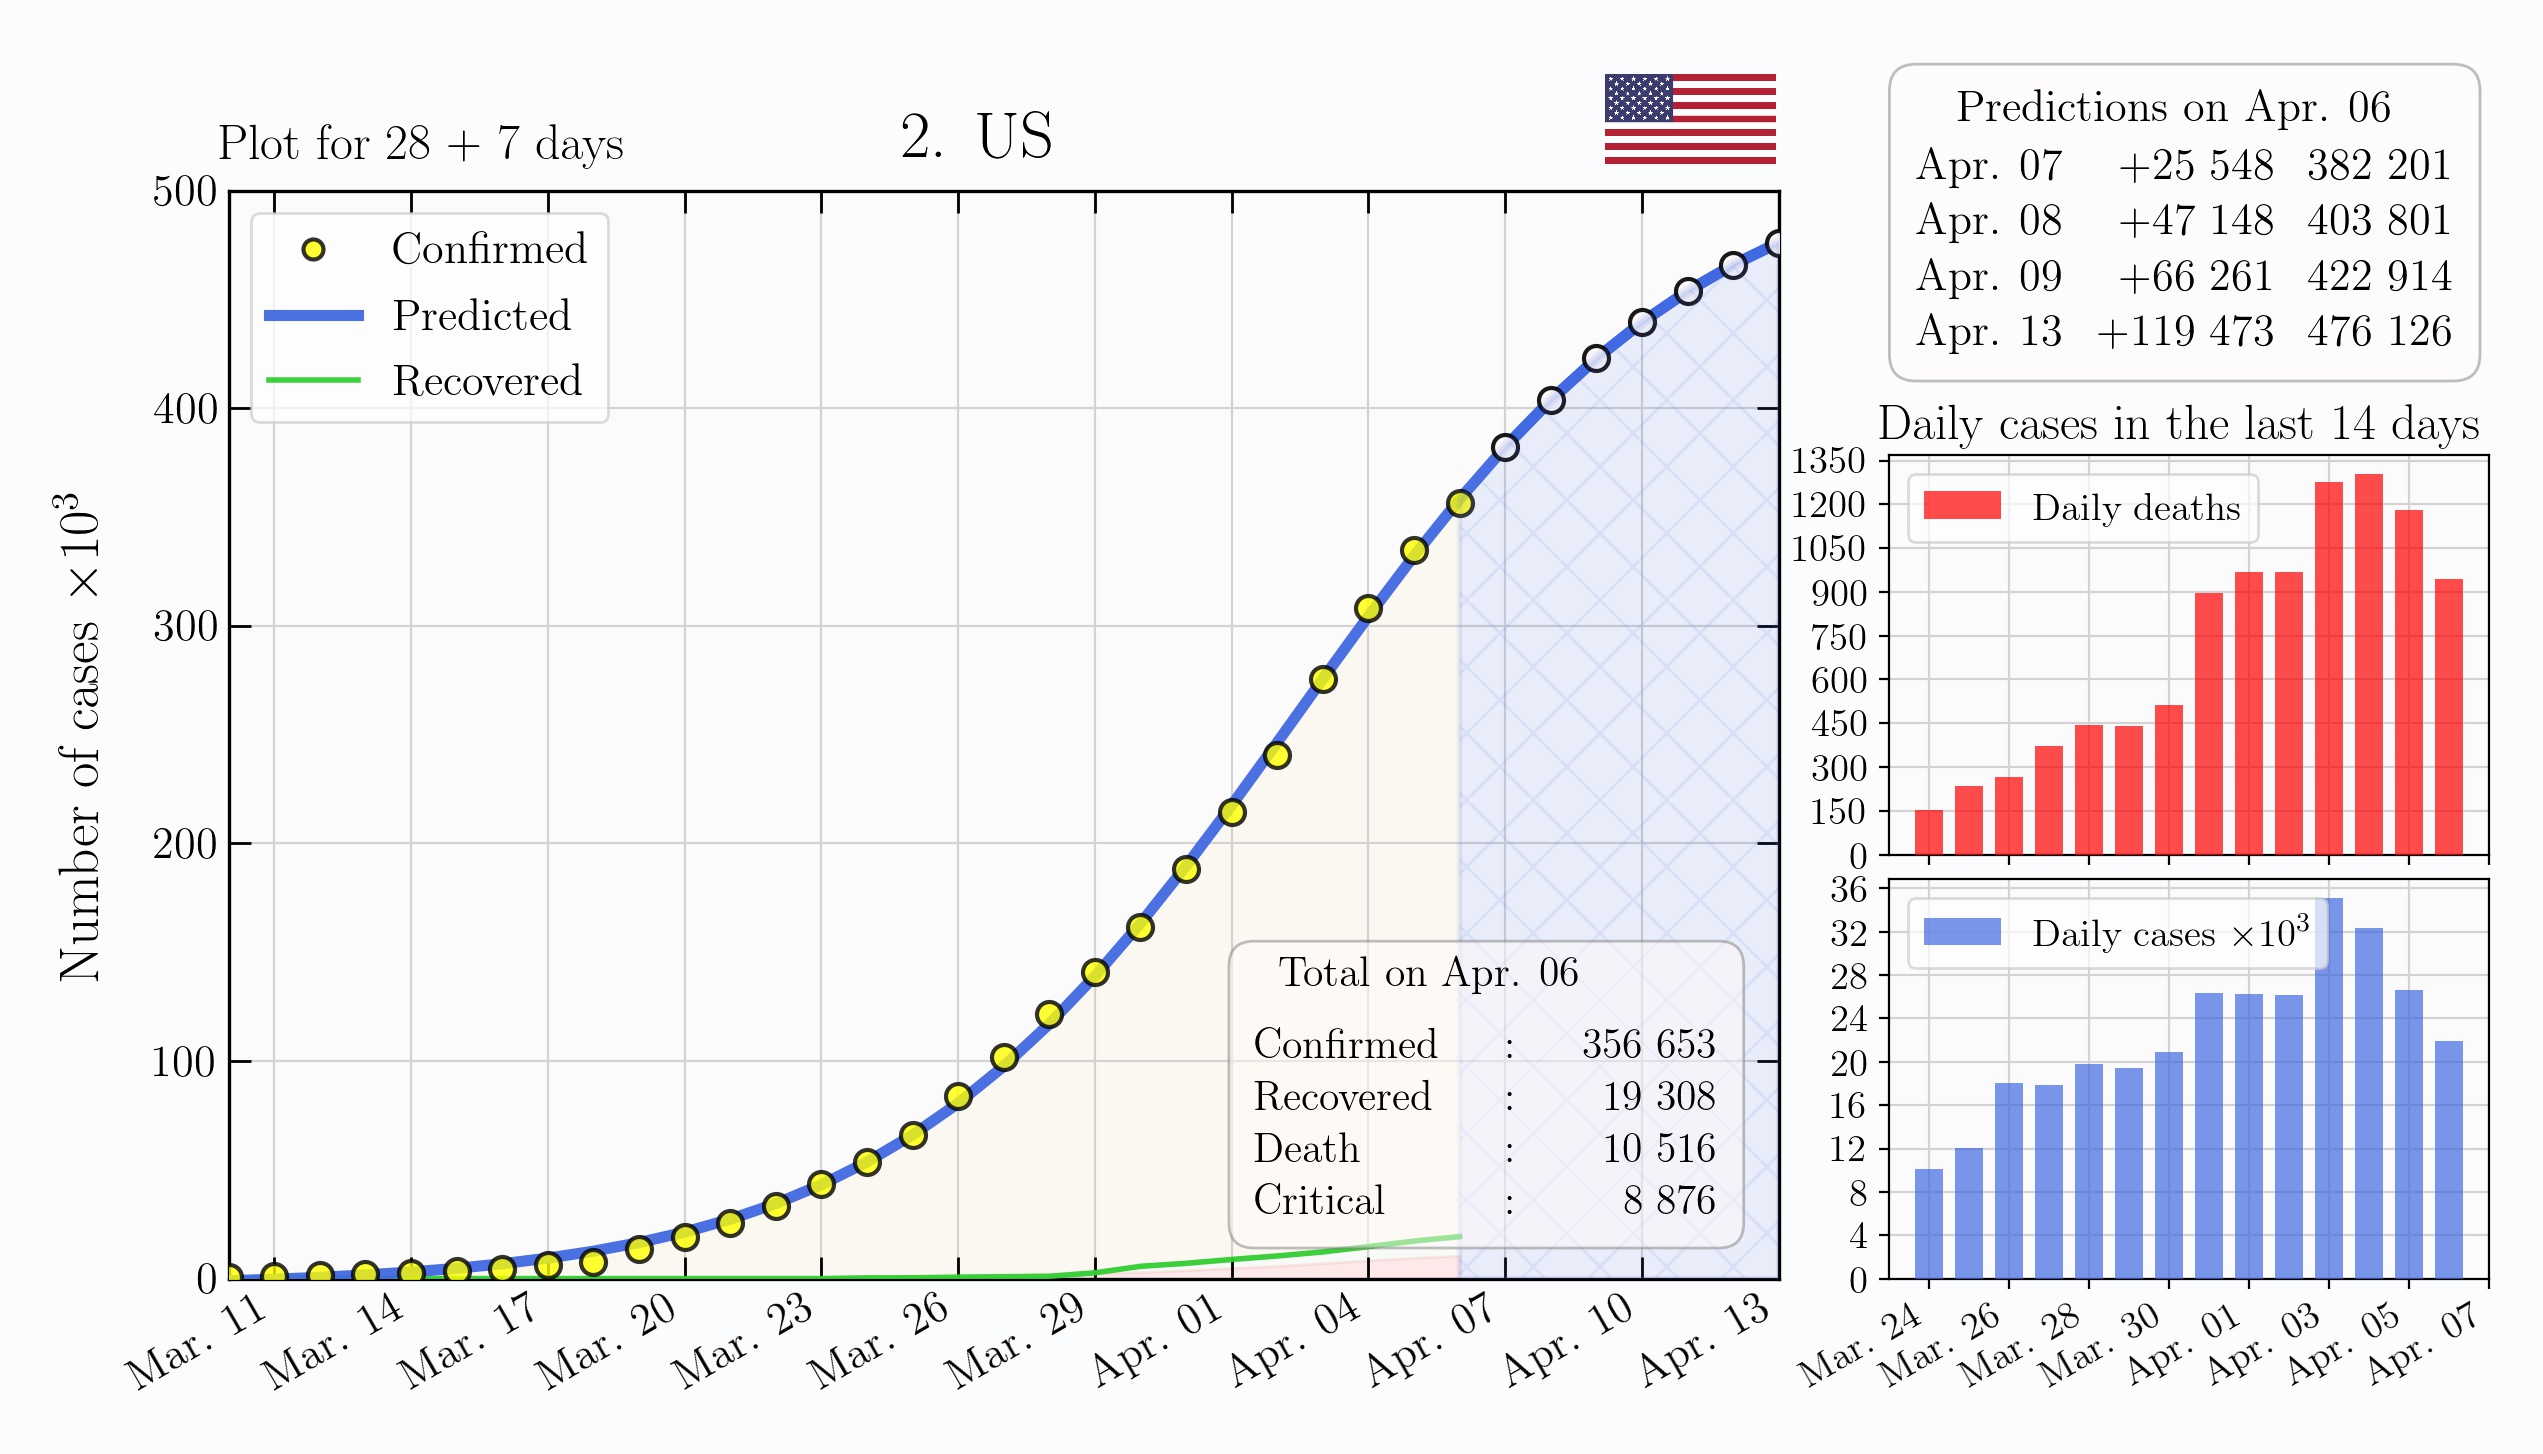 Plot for 28 + 7 days
2. US
500
400
300
200
100
0
Number of cases ×10³
Confirmed
Predicted
Recovered
Total on Apr. 06
Confirmed : 356 653
Recovered : 19 308
Death : 10 516
Critical : 8 876
Mar. 11
Mar. 14
Mar. 17
Mar. 20
Mar. 23
Mar. 26
Mar. 29
Apr. 01
Apr. 04
Apr. 07
Apr. 10
Apr. 13
Predictions on Apr. 06
Apr. 07 +25 548 382 201
Apr. 08 +47 148 403 801
Apr. 09 +66 261 422 914
Apr. 13 +119 473 476 126
Daily cases in the last 14 days
1350
1200
1050
900
750
600
450
300
150
0
Daily deaths
36
32
28
24
20
16
12
8
4
0
Daily cases ×10³
Mar. 24
Mar. 26
Mar. 28
Mar. 30
Apr. 01
Apr. 03
Apr. 05
Apr. 07